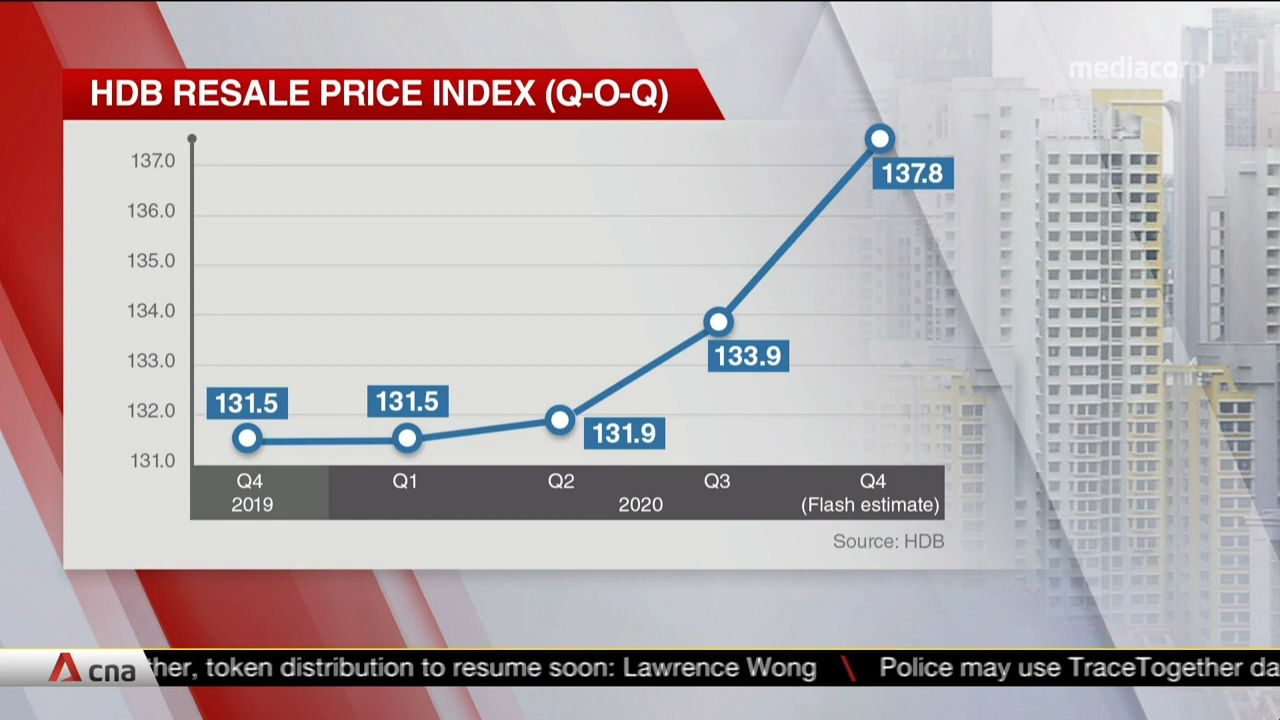 mediacorp
HDB RESALE PRICE INDEX (Q-O-Q)
137.0
136.0
135.0
134.0
133.0
132.0
131.0
131.5
131.5
131.9
133.9
137.8
Q4 Q1 Q2 Q3 Q4
2019 2020 (Flash estimate)
Source: HDB
cna ther, token distribution to resume soon: Lawrence Wong \ Police may use TraceTogether da